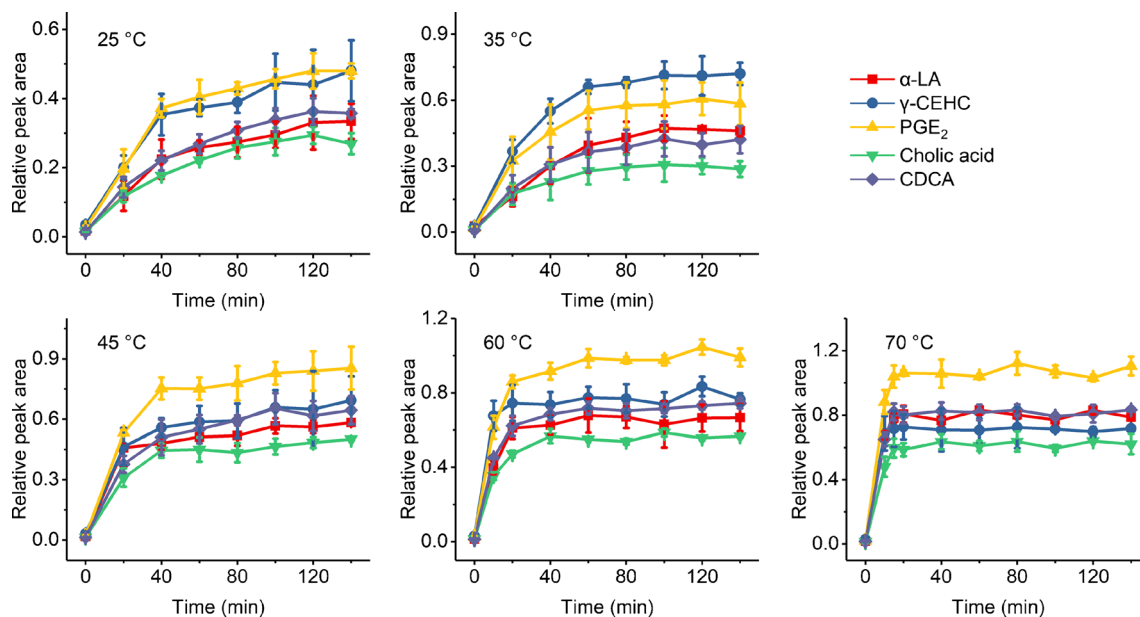 25 °C
Relative peak area
0.6
0.4
0.2
0.0
0 40 80 120
Time (min)
35 °C
Relative peak area
0.9
0.6
0.3
0.0
0 40 80 120
Time (min)
α-LA
γ-CEHC
PGE₂
Cholic acid
CDCA
45 °C
Relative peak area
0.9
0.6
0.3
0.0
0 40 80 120
Time (min)
60 °C
Relative peak area
1.2
0.8
0.4
0.0
0 40 80 120
Time (min)
70 °C
Relative peak area
1.2
0.8
0.4
0.0
0 40 80 120
Time (min)